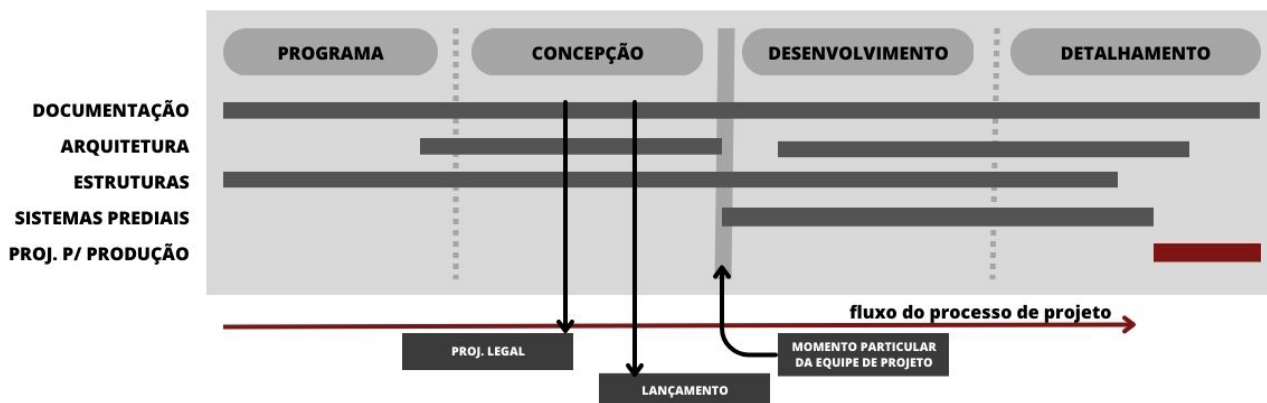 PROGRAMA
CONCEPÇÃO
DESENVOLVIMENTO
DETALHAMENTO
DOCUMENTAÇÃO
ARQUITETURA
ESTRUTURAS
SISTEMAS PREDIAIS
PROJ. P/ PRODUÇÃO
fluxo do processo de projeto
PROJ. LEGAL
MOMENTO PARTICULAR
DA EQUIPE DE PROJETO
LANÇAMENTO